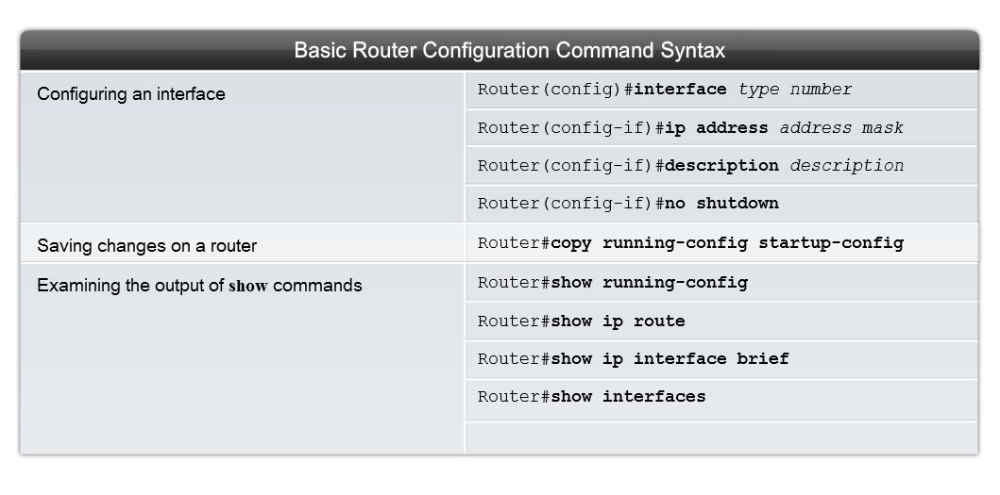 Basic Router Configuration Command Syntax
Configuring an interface
Router(config)#interface type number
Router(config-if)#ip address address mask
Router(config-if)#description description
Router(config-if)#no shutdown
Saving changes on a router
Router#copy running-config startup-config
Examining the output of show commands
Router#show running-config
Router#show ip route
Router#show ip interface brief
Router#show interfaces